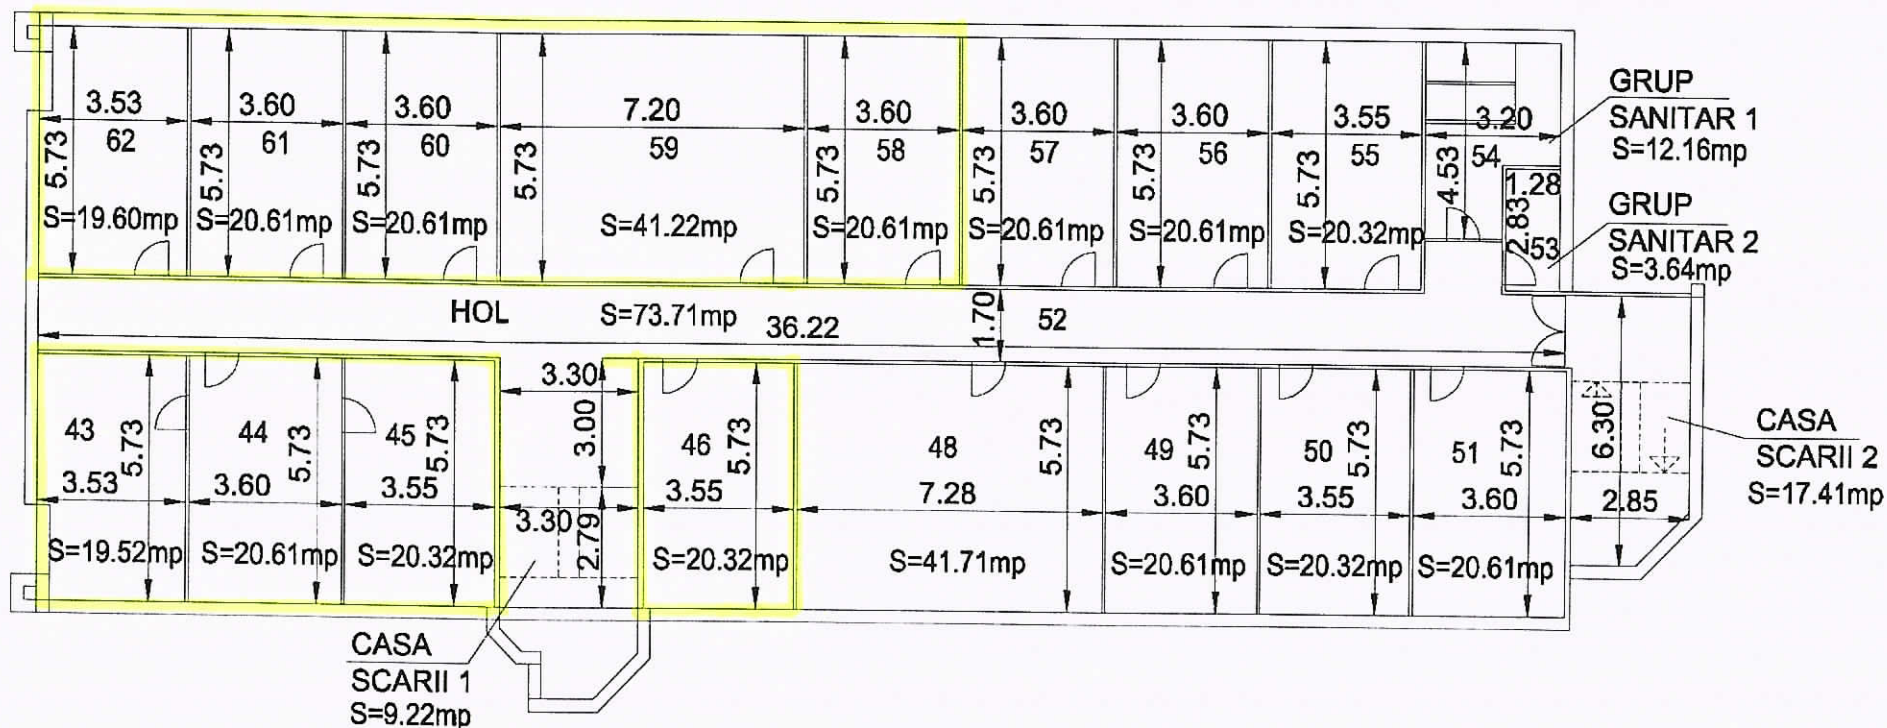 3.53
62
5.73
S=19.60mp
3.60
61
5.73
S=20.61mp
3.60
60
5.73
S=20.61mp
7.20
59
5.73
S=41.22mp
3.60
58
5.73
S=20.61mp
3.60
57
5.73
S=20.61mp
3.60
56
5.73
S=20.61mp
3.55
55
5.73
S=20.32mp
3.20
54
4.53
GRUP
SANITAR 1
S=12.16mp
1.28
2.83
53
GRUP
SANITAR 2
S=3.64mp
HOL
S=73.71mp
36.22
1.70
52
43
5.73
3.53
S=19.52mp
44
5.73
3.60
S=20.61mp
45
5.73
3.55
S=20.32mp
3.30
3.00
3.30
2.79
46
5.73
3.55
S=20.32mp
48
5.73
7.28
S=41.71mp
49
5.73
3.60
S=20.61mp
50
5.73
3.55
S=20.32mp
51
5.73
3.60
S=20.61mp
6.30
2.85
CASA
SCARII 2
S=17.41mp
CASA
SCARII 1
S=9.22mp